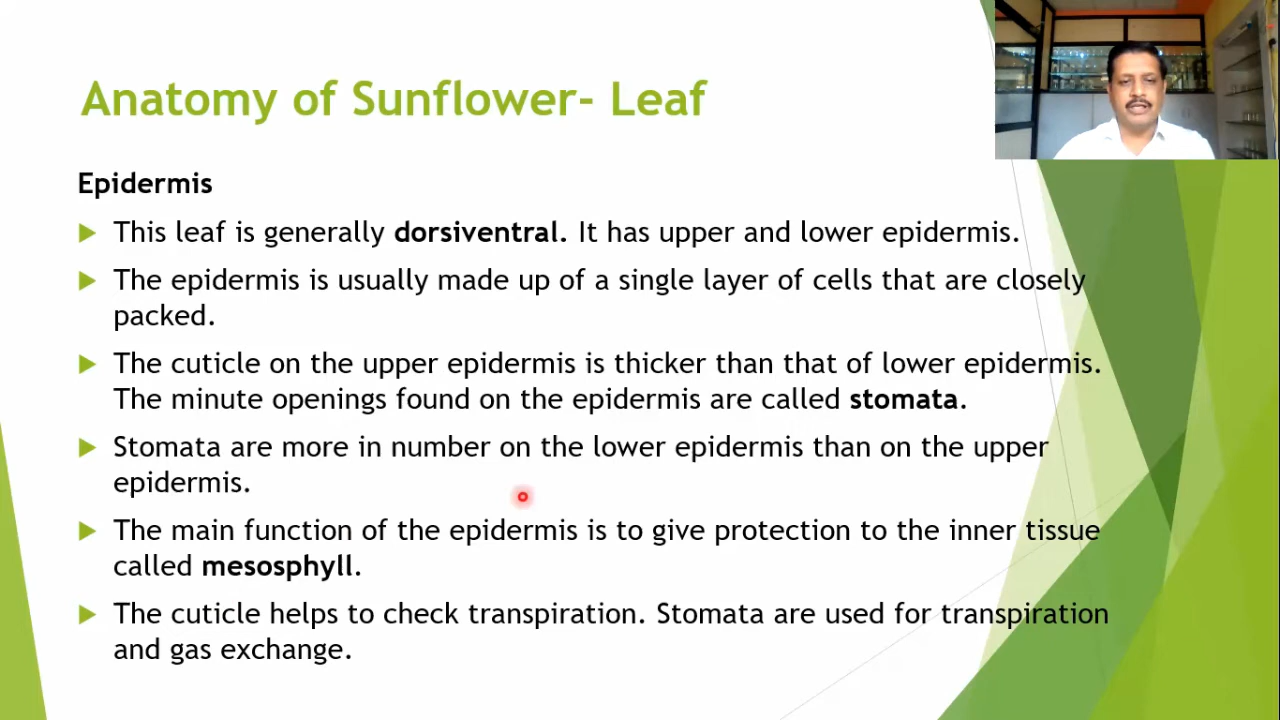 Anatomy of Sunflower- Leaf
Epidermis
This leaf is generally dorsiventral. It has upper and lower epidermis.
The epidermis is usually made up of a single layer of cells that are closely
packed.
The cuticle on the upper epidermis is thicker than that of lower epidermis.
The minute openings found on the epidermis are called stomata.
Stomata are more in number on the lower epidermis than on the upper
epidermis.
The main function of the epidermis is to give protection to the inner tissue
called mesosphyll.
The cuticle helps to check transpiration. Stomata are used for transpiration
and gas exchange.